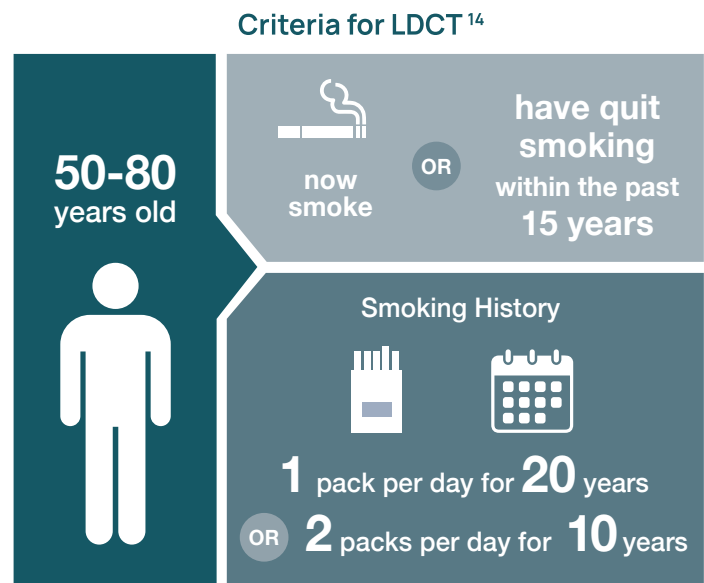 Criteria for LDCT 14
50-80
years old
now
smoke
OR
have quit
smoking
within the past
15 years
Smoking History
1 pack per day for 20 years
OR 2 packs per day for 10 years